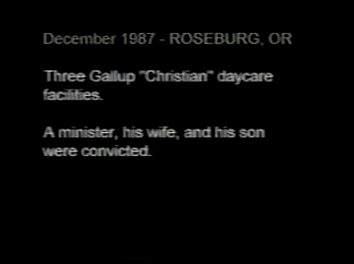 December 1987 - ROSEBURG, OR
Three Gallup "Christian" daycare
facilities.
A minister, his wife, and his son
were convicted.